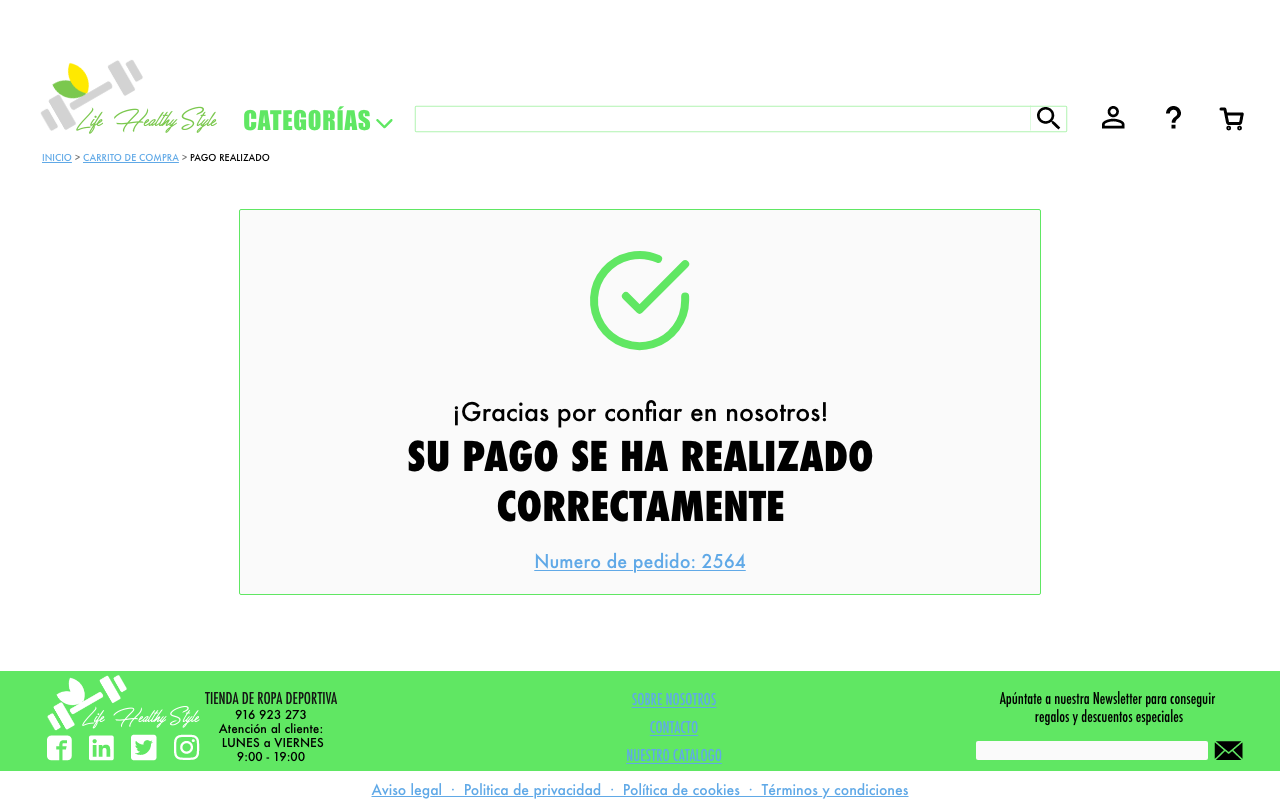 Life Healthy Style
CATEGORÍAS
?
INICIO > CARRITO DE COMPRA > PAGO REALIZADO
¡Gracias por confiar en nosotros!
SU PAGO SE HA REALIZADO
CORRECTAMENTE
Numero de pedido: 2564
Life Healthy Style
TIENDA DE ROPA DEPORTIVA
916 923 273
Atención al cliente:
LUNES a VIERNES
9:00 - 19:00
SOBRE NOSOTROS
CONTACTO
NUESTRO CATALOGO
Apúntate a nuestra Newsletter para conseguir
regalos y descuentos especiales
Aviso legal · Politica de privacidad · Política de cookies · Términos y condiciones